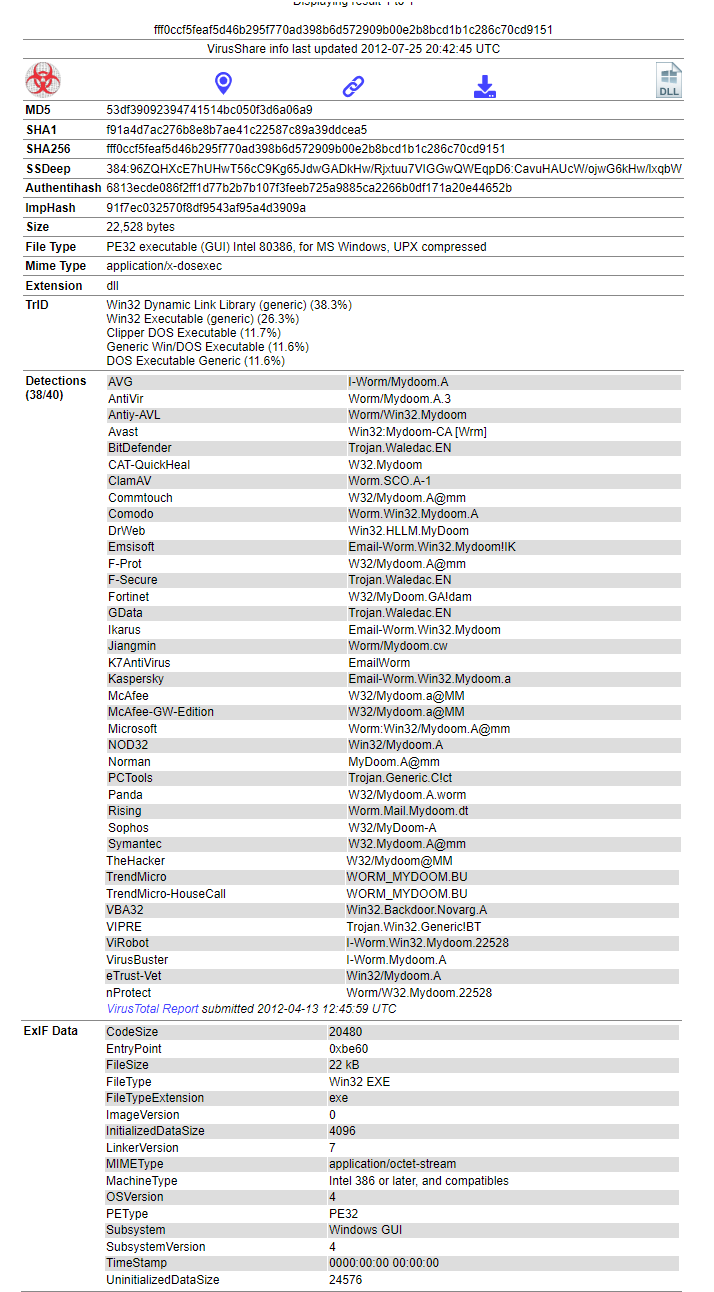 Displaying result 1 to 1
fff0ccf5feaf5d46b295f770ad398b6d572909b00e2b8bcd1b1c286c70cd9151
VirusShare info last updated 2012-07-25 20:42:45 UTC
DLL
MD5 53df39092394741514bc050f3d6a06a9
SHA1 f91a4d7ac276b8e8b7ae41c22587c89a39ddcea5
SHA256 fff0ccf5feaf5d46b295f770ad398b6d572909b00e2b8bcd1b1c286c70cd9151
SSDeep 384:96ZQHXcE7hUHwT56cC9Kg65JdwGADkHw/Rjxtuu7VIGGwQWEqpD6:CavuHAUcW/ojwG6kHw/lxqbW
Authentihash 6813ecde086f2ff1d77b2b7b107f3feeb725a9885ca2266b0df171a20e44652b
ImpHash 91f7ec032570f8df9543af95a4d3909a
Size 22,528 bytes
File Type PE32 executable (GUI) Intel 80386, for MS Windows, UPX compressed
Mime Type application/x-dosexec
Extension dll
TrID Win32 Dynamic Link Library (generic) (38.3%)
Win32 Executable (generic) (26.3%)
Clipper DOS Executable (11.7%)
Generic Win/DOS Executable (11.6%)
DOS Executable Generic (11.6%)
Detections AVG I-Worm/Mydoom.A
(38/40) AntiVir Worm/Mydoom.A.3
Antiy-AVL Worm/Win32.Mydoom
Avast Win32:Mydoom-CA [Wrm]
BitDefender Trojan.Waledac.EN
CAT-QuickHeal W32.Mydoom
ClamAV Worm.SCO.A-1
Commtouch W32/Mydoom.A@mm
Comodo Worm.Win32.Mydoom.A
DrWeb Win32.HLLM.MyDoom
Emsisoft Email-Worm.Win32.Mydoom!IK
F-Prot W32/Mydoom.A@mm
F-Secure Trojan.Waledac.EN
Fortinet W32/MyDoom.GA!dam
GData Trojan.Waledac.EN
Ikarus Email-Worm.Win32.Mydoom
Jiangmin Worm/Mydoom.cw
K7AntiVirus EmailWorm
Kaspersky Email-Worm.Win32.Mydoom.a
McAfee W32/Mydoom.a@MM
McAfee-GW-Edition W32/Mydoom.a@MM
Microsoft Worm:Win32/Mydoom.A@mm
NOD32 Win32/Mydoom.A
Norman MyDoom.A@mm
PCTools Trojan.Generic.C!ct
Panda W32/Mydoom.A.worm
Rising Worm.Mail.Mydoom.dt
Sophos W32/MyDoom-A
Symantec W32.Mydoom.A@mm
TheHacker W32/Mydoom@MM
TrendMicro WORM_MYDOOM.BU
TrendMicro-HouseCall WORM_MYDOOM.BU
VBA32 Win32.Backdoor.Novarg.A
VIPRE Trojan.Win32.Generic!BT
ViRobot I-Worm.Win32.Mydoom.22528
VirusBuster I-Worm.Mydoom.A
eTrust-Vet Win32/Mydoom.A
nProtect Worm/W32.Mydoom.22528
VirusTotal Report submitted 2012-04-13 12:45:59 UTC
ExIF Data CodeSize 20480
EntryPoint 0xbe60
FileSize 22 kB
FileType Win32 EXE
FileTypeExtension exe
ImageVersion 0
InitializedDataSize 4096
LinkerVersion 7
MIMEType application/octet-stream
MachineType Intel 386 or later, and compatibles
OSVersion 4
PEType PE32
Subsystem Windows GUI
SubsystemVersion 4
TimeStamp 0000:00:00 00:00:00
UninitializedDataSize 24576